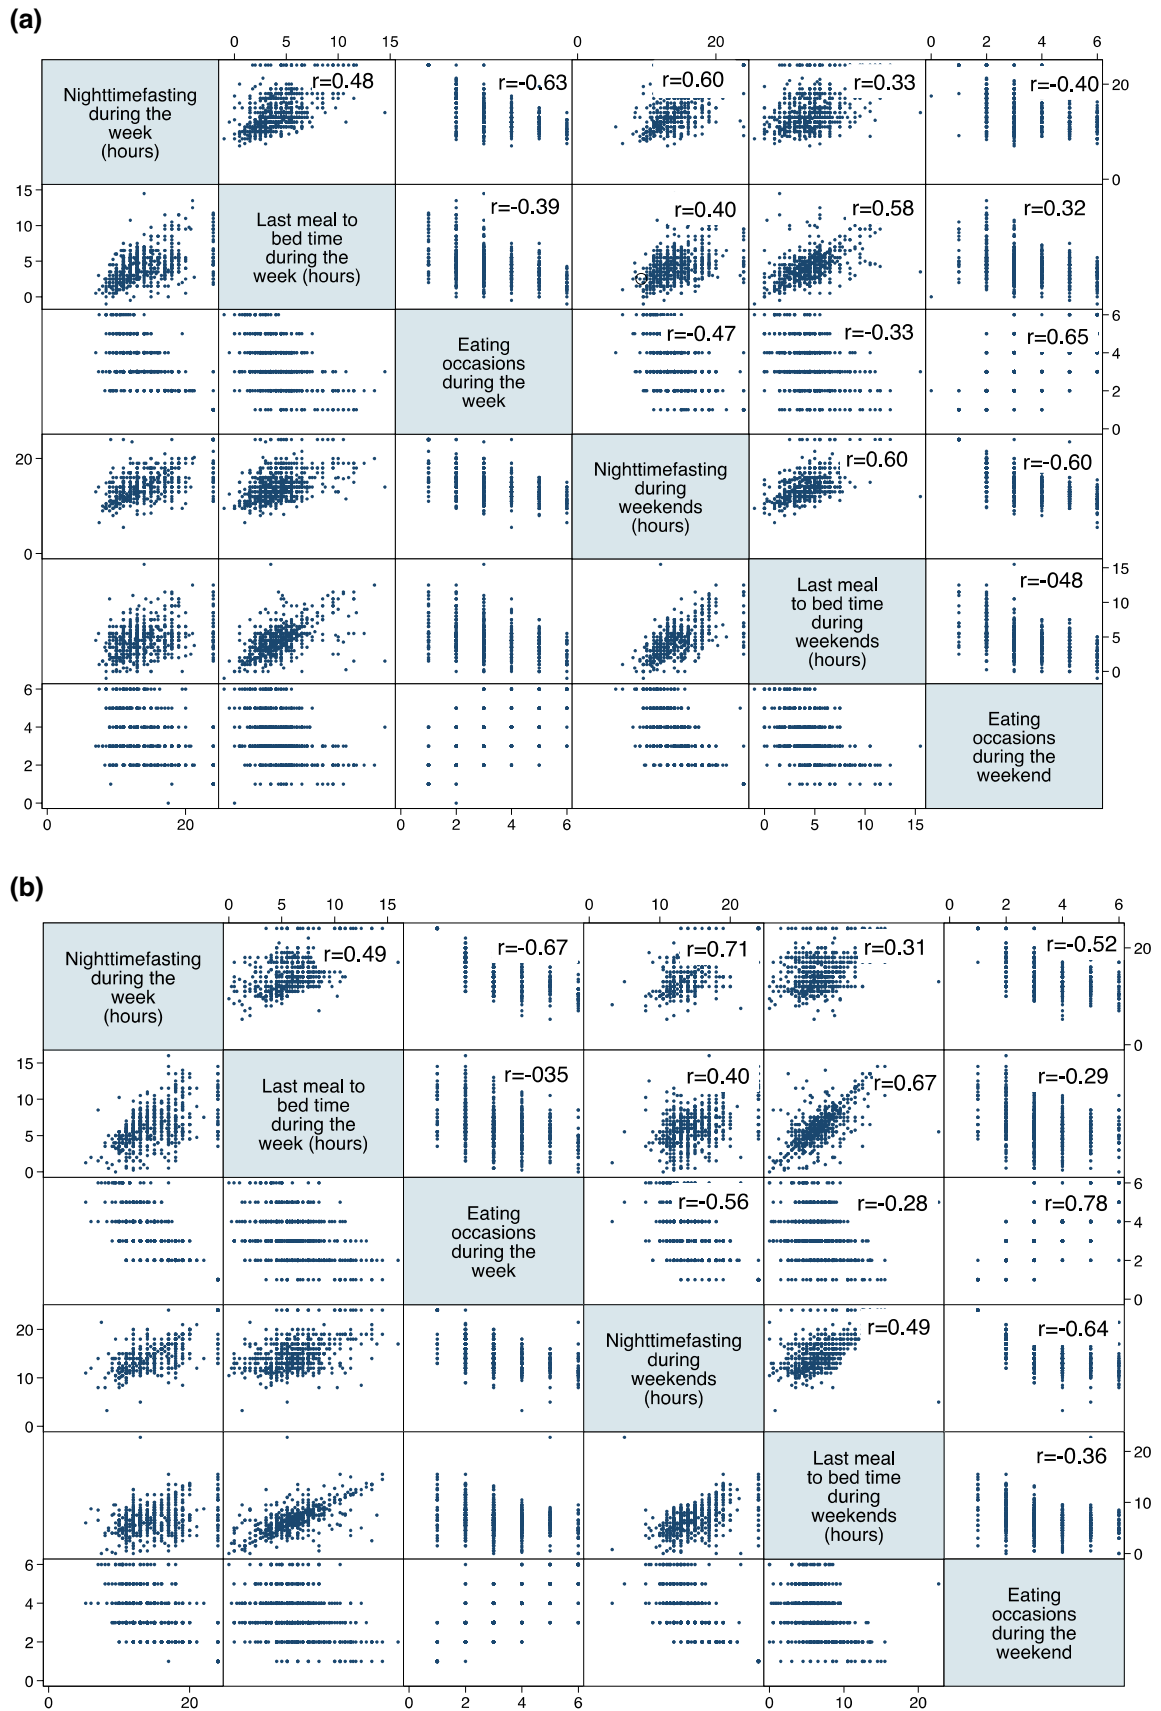 (a)
0 5 10 15 0 20 0 2 4 6
Nighttimefasting
during the
week
(hours)
r=0.48
r=-0.63
r=0.60
r=0.33
r=-0.40
20
0
15
10
5
0
Last meal to
bed time
during the
week (hours)
r=-0.39
r=0.40
r=0.58
r=0.32
Eating
occasions
during the
week
r=-0.47
r=-0.33
r=0.65
6
4
2
0
20
0
Nighttimefasting
during
weekends
(hours)
r=0.60
r=-0.60
Last meal
to bed time
during
weekends
(hours)
r=-048
15
10
5
0
6
4
2
0
Eating
occasions
during the
weekend
0 20 0 2 4 6 0 5 10 15
(b)
0 5 10 15 0 10 20 0 2 4 6
Nighttimefasting
during the
week
(hours)
r=0.49
r=-0.67
r=0.71
r=0.31
r=-0.52
20
0
15
10
5
0
Last meal to
bed time
during the
week (hours)
r=-035
r=0.40
r=0.67
r=-0.29
Eating
occasions
during the
week
r=-0.56
r=-0.28
r=0.78
6
4
2
0
20
10
0
Nighttimefasting
during
weekends
(hours)
r=0.49
r=-0.64
Last meal
to bed time
during
weekends
(hours)
r=-0.36
20
10
0
6
4
2
0
Eating
occasions
during the
weekend
0 20 0 2 4 6 0 10 20